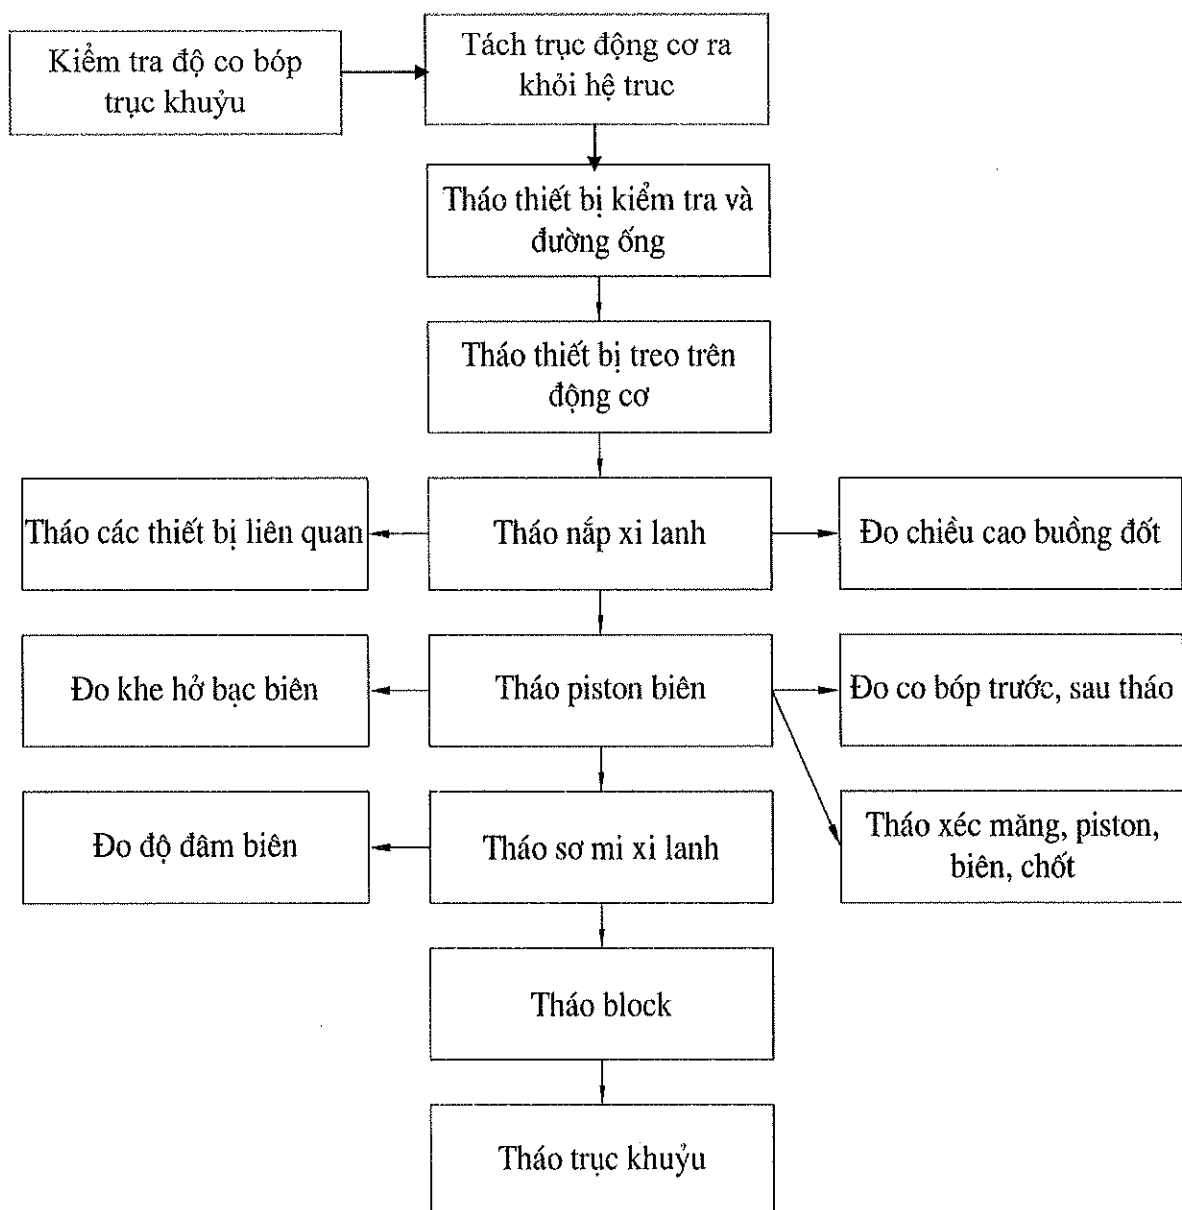 Kiểm tra độ co bóp
trục khuỷu
Tách trục động cơ ra
khỏi hệ truc
Tháo thiết bị kiểm tra và
đường ống
Tháo thiết bị treo trên
động cơ
Tháo các thiết bị liên quan
Tháo nắp xi lanh
Đo chiều cao buồng đốt
Đo khe hở bạc biên
Tháo piston biên
Đo co bóp trước, sau tháo
Đo độ đâm biên
Tháo sơ mi xi lanh
Tháo xéc măng, piston,
biên, chốt
Tháo block
Tháo trục khuỷu